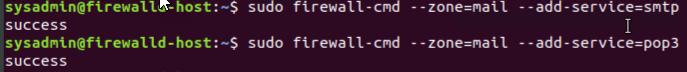 sysadmin@firewalld-host:~$ sudo firewall-cmd --zone=mail --add-service=smtp
success
sysadmin@firewalld-host:~$ sudo firewall-cmd --zone=mail --add-service=pop3
success